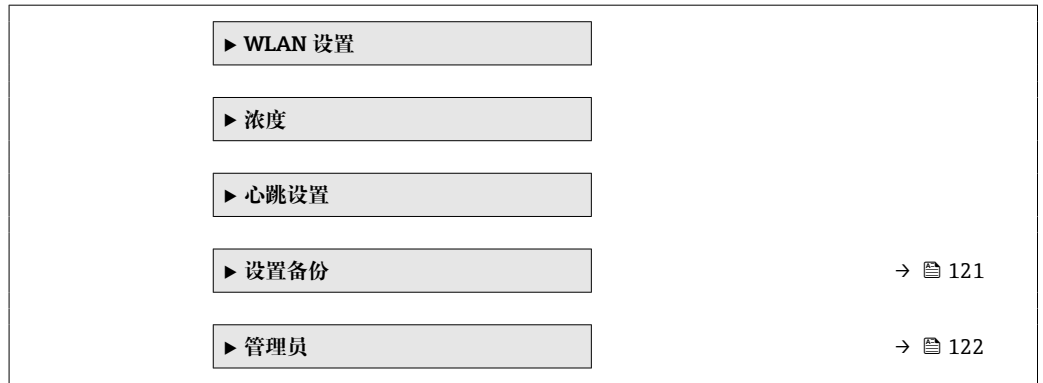 ▶ WLAN 设置
▶ 浓度
▶ 心跳设置
▶ 设置备份 → 🖹 121
▶ 管理员 → 🖹 122